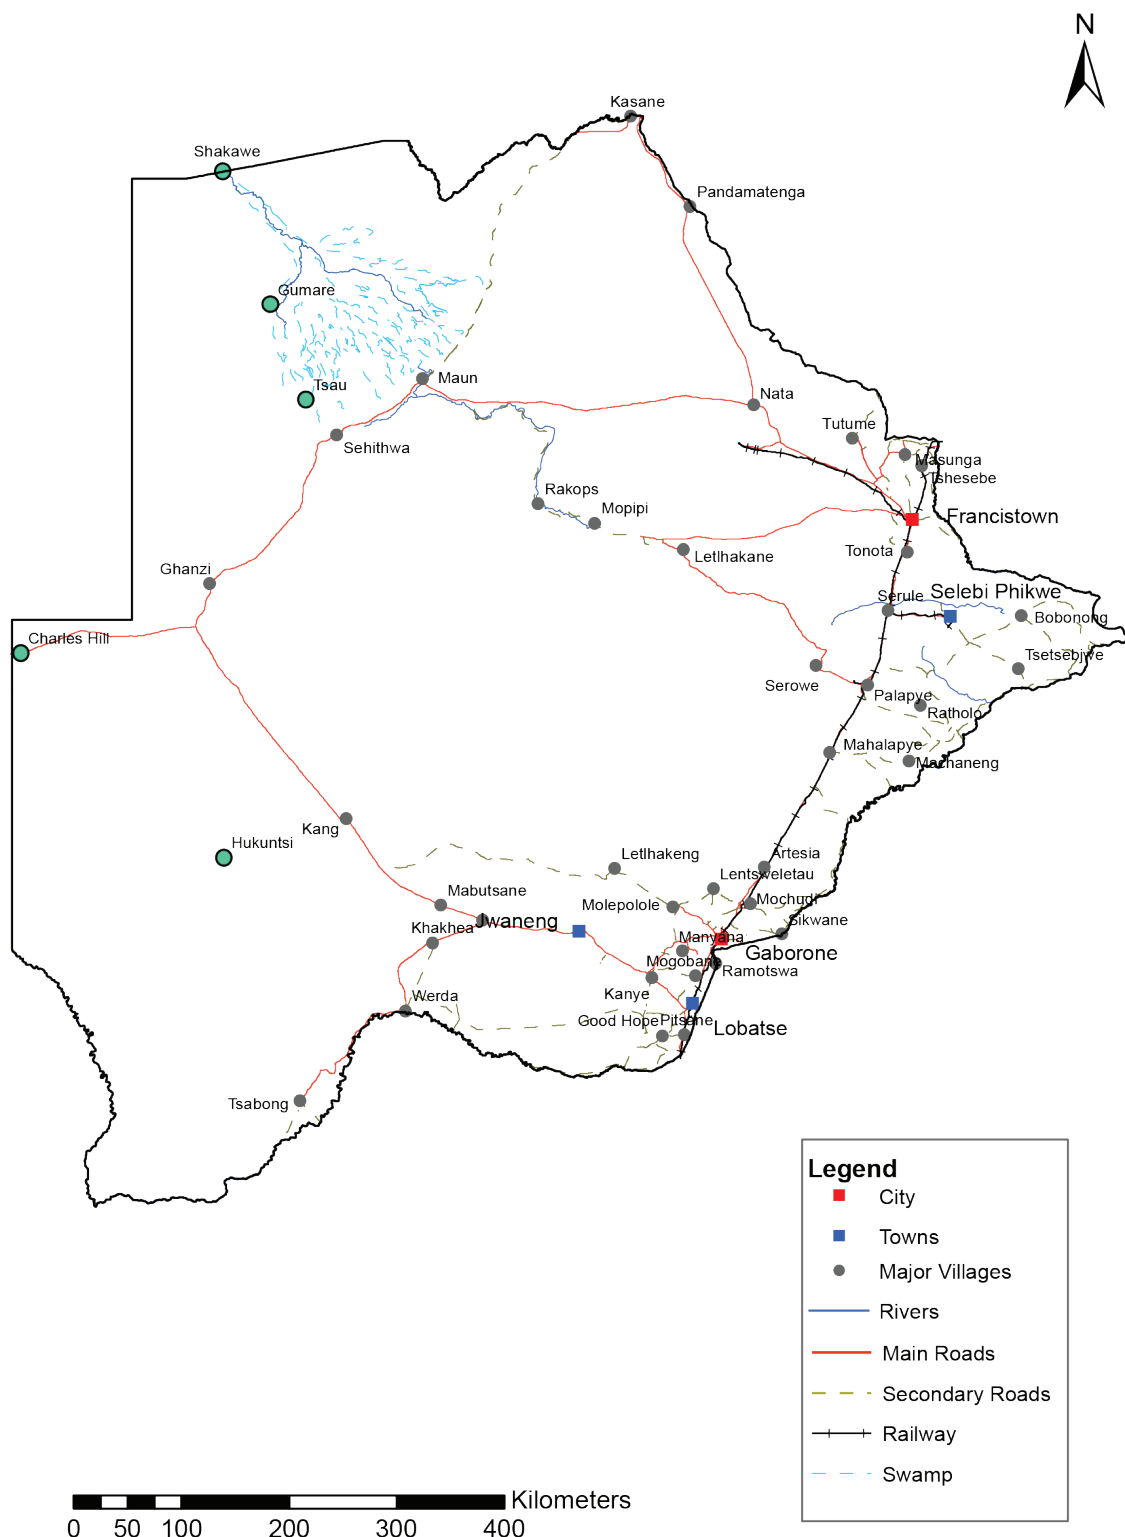 N
Kasane
Shakawe
Pandamatenga
Gumare
Maun
Tsau
Nata
Tutume
Sehithwa
Masunga
Tshesebe
Rakops
Mopipi
Francistown
Letlhakane
Tonota
Ghanzi
Serule
Selebi Phikwe
Bobonong
Charles Hill
Tsetsebjwe
Serowe
Palapye
Ratholo
Mahalapye
Machaneng
Kang
Hukuntsi
Letlhakeng
Artesia
Lentsweletau
Mabutsane
Molepolole
Mochudi
Jwaneng
Khakhea
Sikwane
Manyana
Gaborone
Mogobane
Ramotswa
Kanye
Werda
Good Hope
Pitsane
Lobatse
Tsabong
Legend
City
Towns
Major Villages
Rivers
Main Roads
Secondary Roads
Railway
Swamp
Kilometers
0 50 100 200 300 400